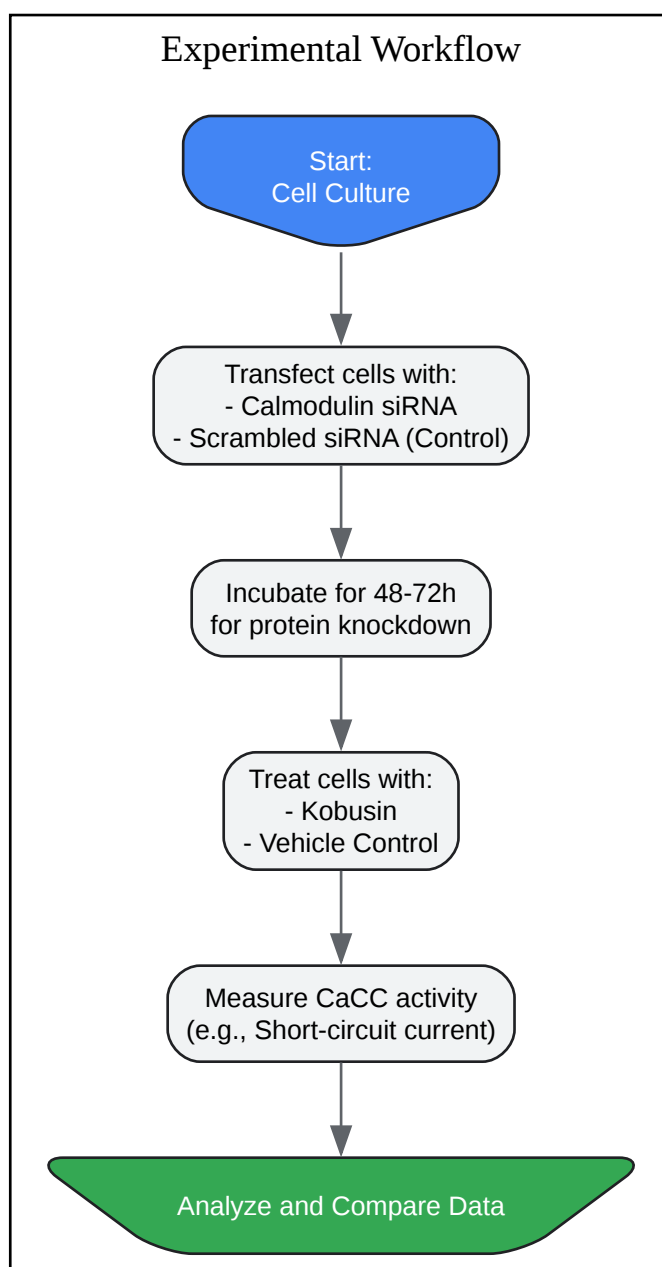 Experimental Workflow
Start:
Cell Culture
Transfect cells with:
- Calmodulin siRNA
- Scrambled siRNA (Control)
Incubate for 48-72h
for protein knockdown
Treat cells with:
- Kobusin
- Vehicle Control
Measure CaCC activity
(e.g., Short-circuit current)
Analyze and Compare Data